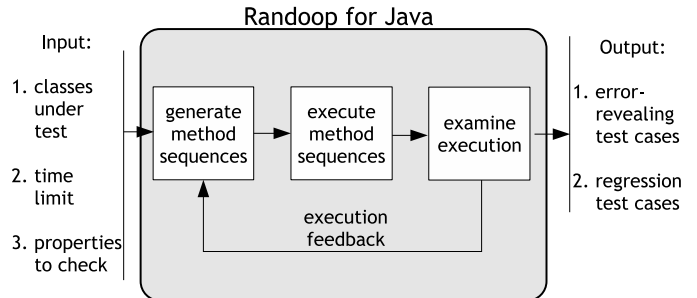 Randoop for Java
Input:
1. classes
under
test
2. time
limit
3. properties
to check
generate
method
sequences
execute
method
sequences
examine
execution
execution
feedback
Output:
1. error-
revealing
test cases
2. regression
test cases